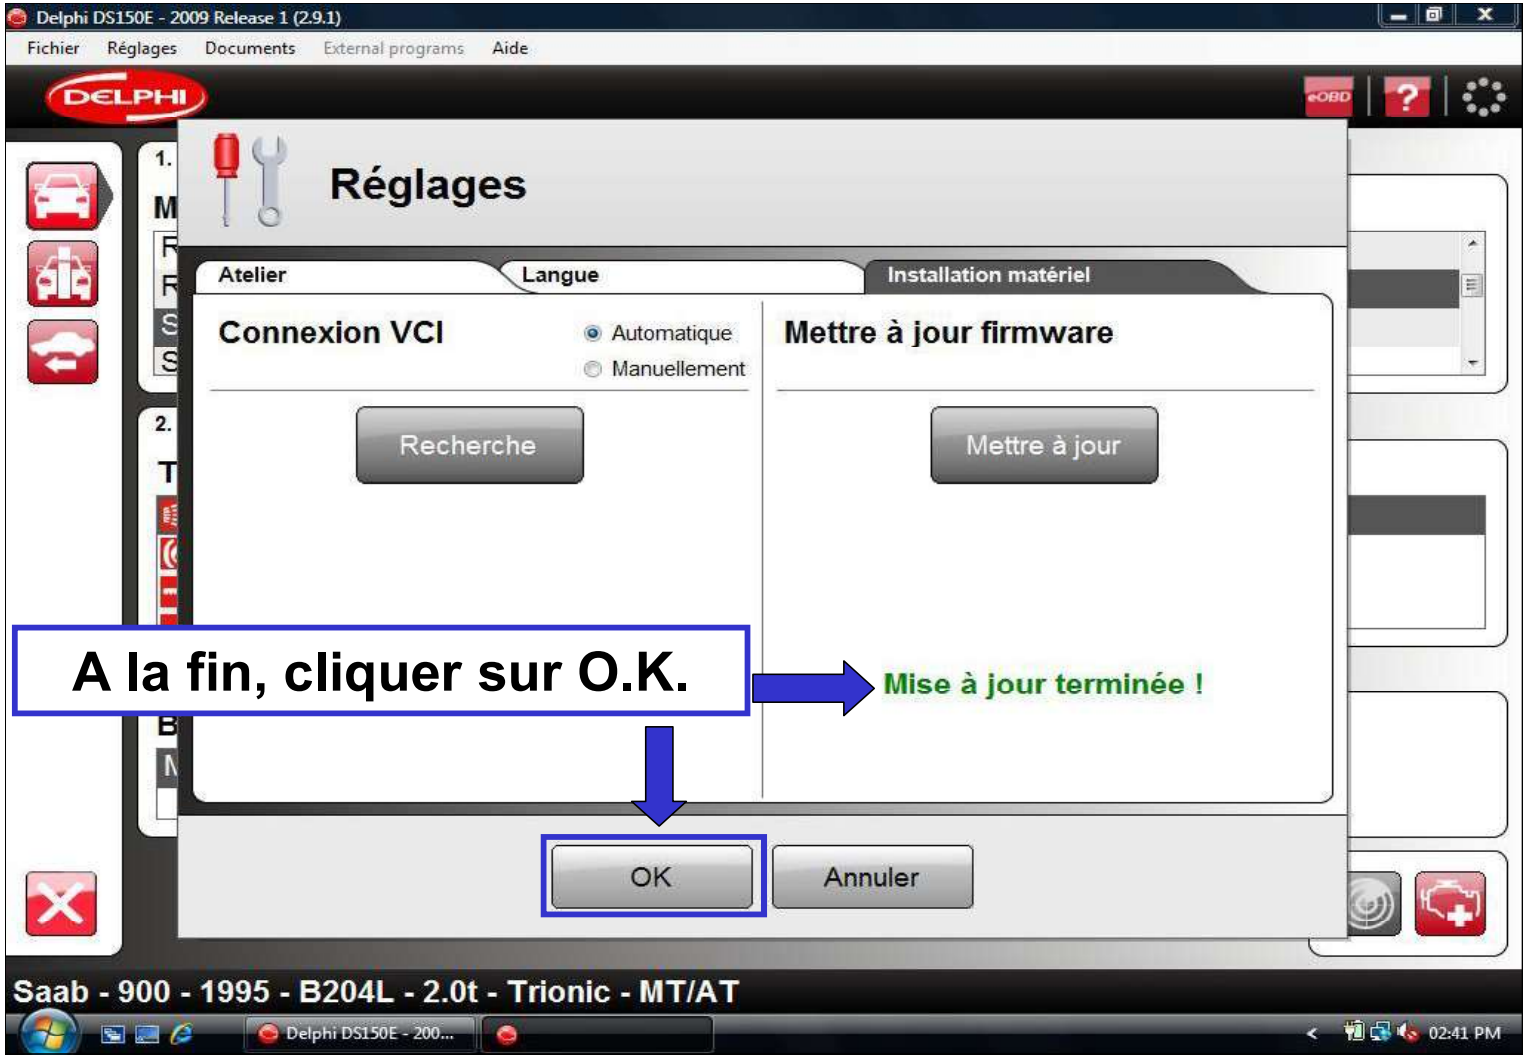 Delphi DS150E - 2009 Release 1 (2.9.1)
Fichier Réglages Documents External programs Aide
DELPHI
eOBD ?
Réglages
1.
M
R
R
S
S
Atelier Langue Installation matériel
Connexion VCI
Automatique
Manuellement
Mettre à jour firmware
Recherche
Mettre à jour
2.
T
A la fin, cliquer sur O.K.
Mise à jour terminée !
B
M
OK Annuler
Saab - 900 - 1995 - B204L - 2.0t - Trionic - MT/AT
Delphi DS150E - 200...
02:41 PM